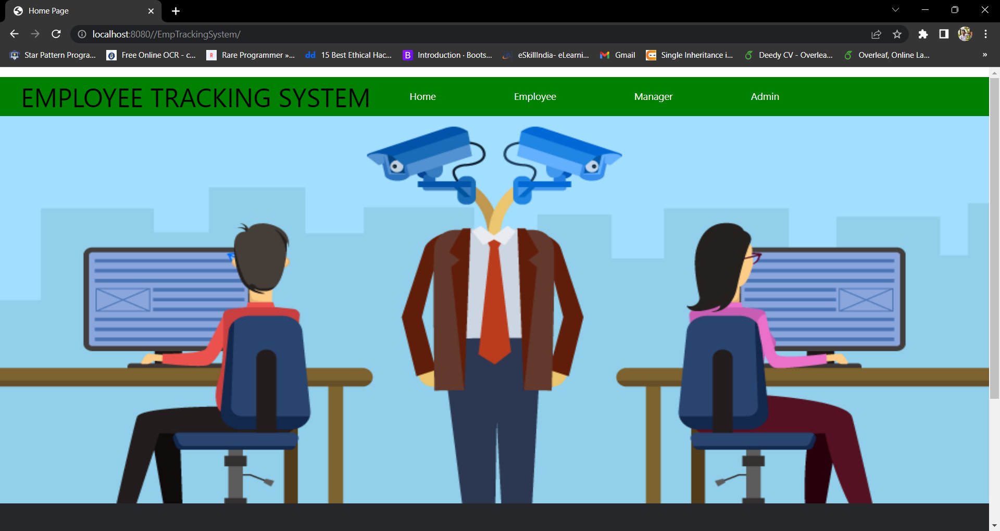 Home Page
localhost:8080//EmpTrackingSystem/
Star Pattern Progra... Free Online OCR - c... Rare Programmer »... dd 15 Best Ethical Hac... B Introduction · Boots... eSkillIndia- eLearni... Gmail Single Inheritance i... Deedy CV - Overlea... Overleaf, Online La... »
EMPLOYEE TRACKING SYSTEM Home Employee Manager Admin